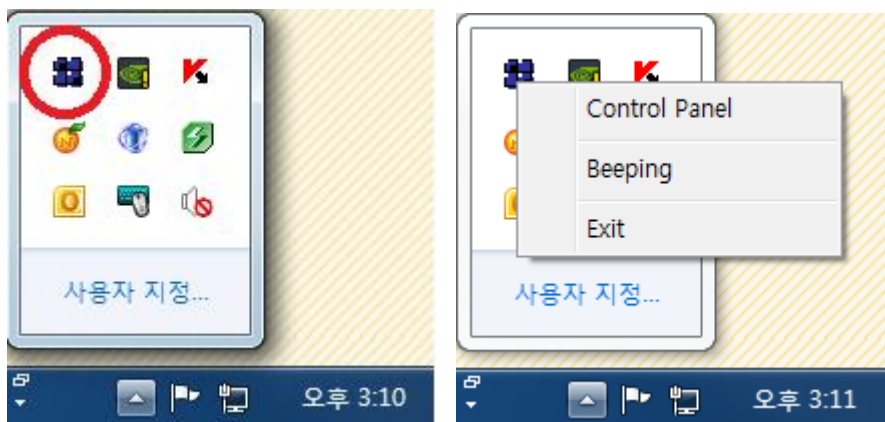 사용자 지정...
오후 3:10
Control Panel
Beeping
Exit
사용자 지정...
오후 3:11